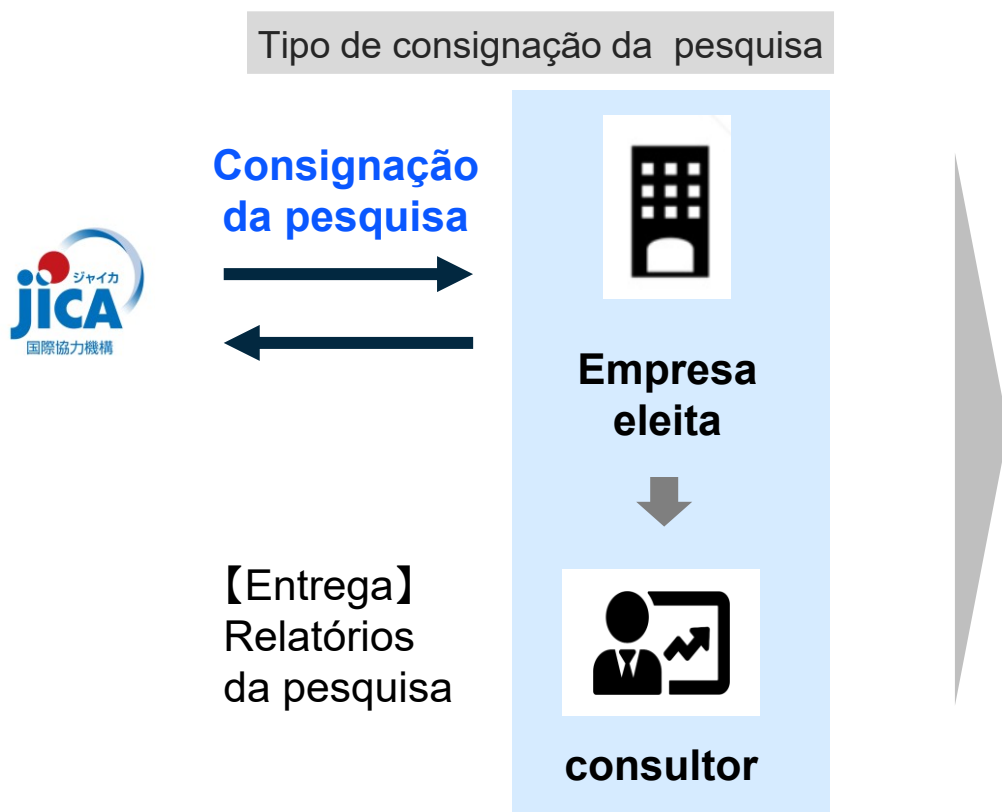 Tipo de consignação da  pesquisa
Consignação
da pesquisa
ジャイカ
jICA
国際協力機構
Empresa
eleita
【Entrega】
Relatórios
da pesquisa
consultor